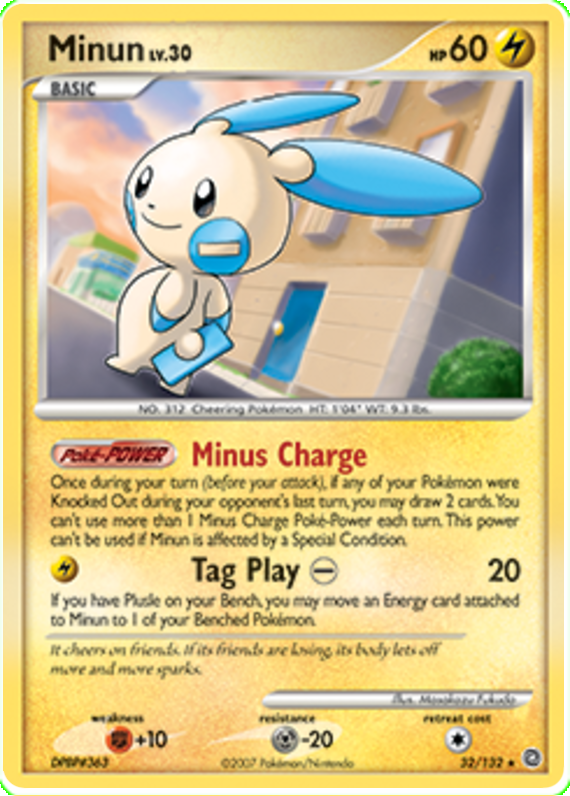 Minun LV.30 HP 60
BASIC
NO. 312 Cheering Pokémon HT: 1'04" WT: 9.3 lbs.
Poké-POWER Minus Charge
Once during your turn (before your attack), if any of your Pokémon were
Knocked Out during your opponent's last turn, you may draw 2 cards. You
can't use more than 1 Minus Charge Poké-Power each turn. This power
can't be used if Minun is affected by a Special Condition.
Tag Play 20
If you have Plusle on your Bench, you may move an Energy card attached
to Minun to 1 of your Benched Pokémon.
It cheers on friends. If its friends are losing, its body lets off
more and more sparks.
Illus. Masakazu Fukuda
weakness resistance retreat cost
+10 -20
DPBP#363 ©2007 Pokémon/Nintendo 32/132 ★